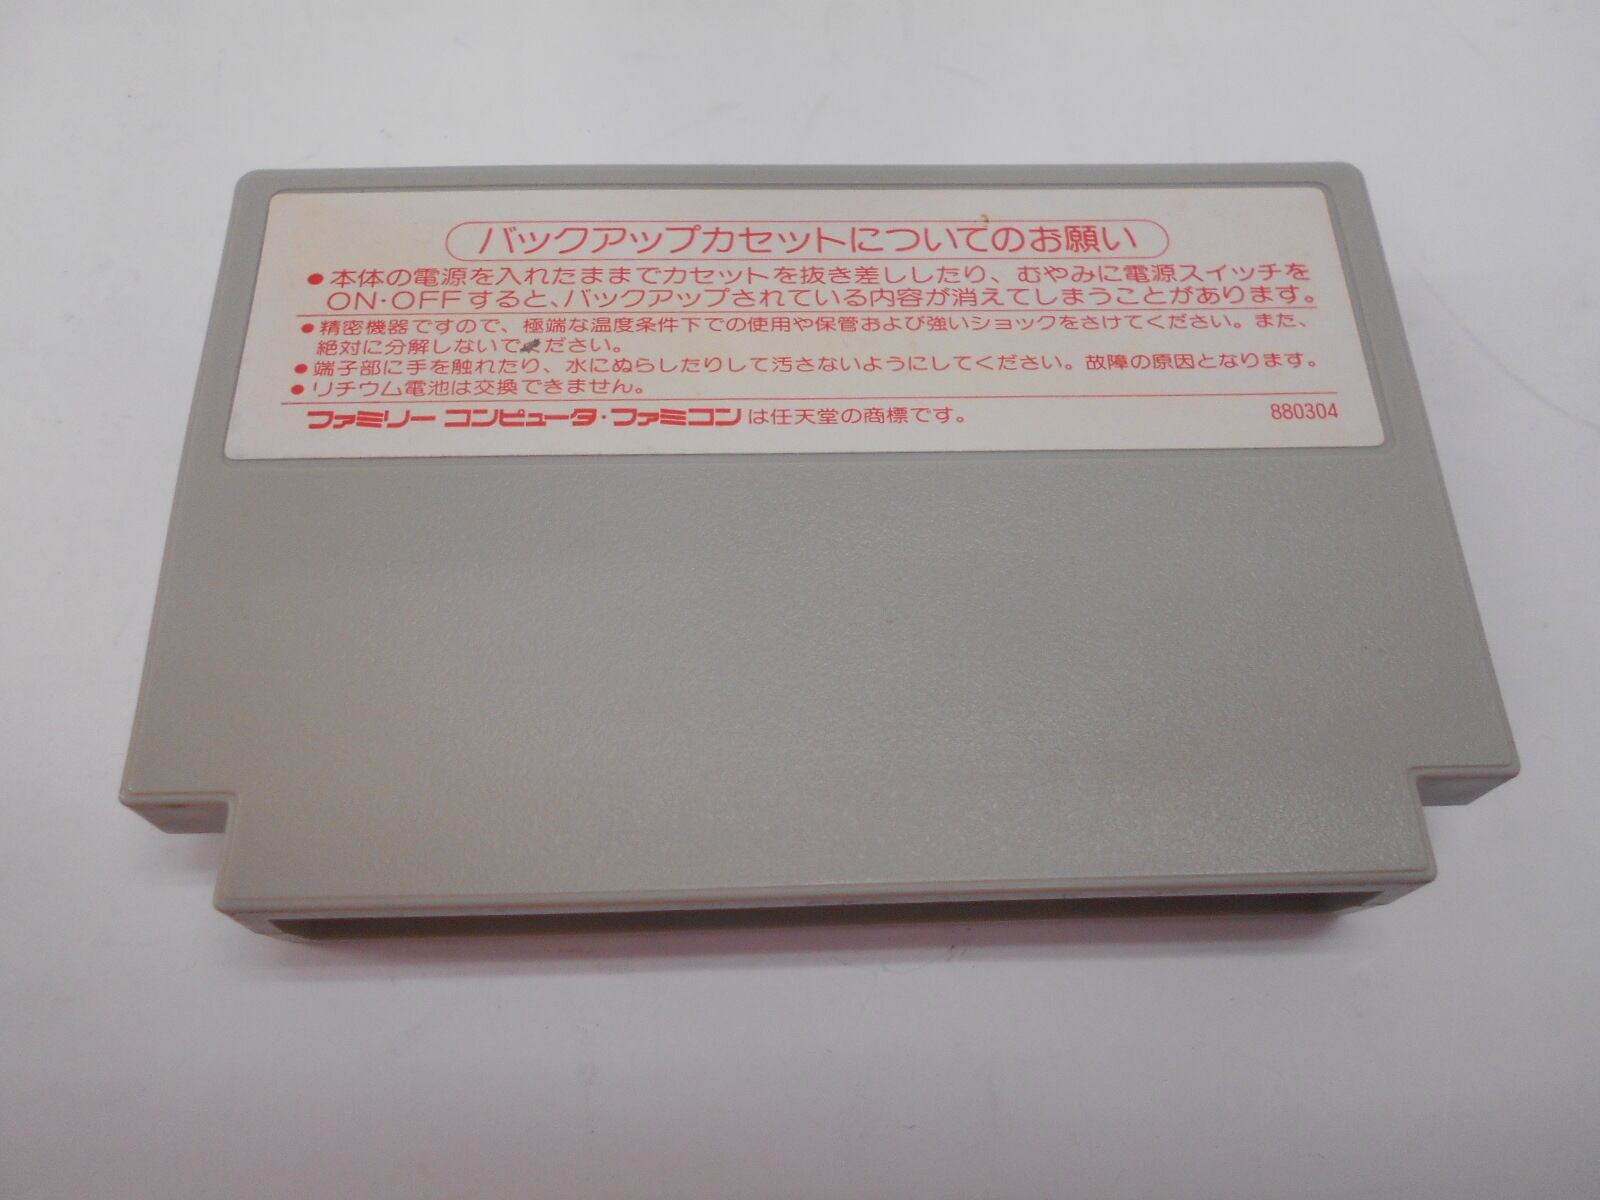 バックアップカセットについてのお願い
●本体の電源を入れたままでカセットを抜き差ししたり、むやみに電源スイッチを
ON・OFFすると、バックアップされている内容が消えてしまうことがあります。
●精密機器ですので、極端な温度条件下での使用や保管および強いショックをさけてください。また、
絶対に分解しないでください。
●端子部に手を触れたり、水にぬらしたりして汚さないようにしてください。故障の原因となります。
●リチウム電池は交換できません。
ファミリー コンピュータ・ファミコンは任天堂の商標です。 880304